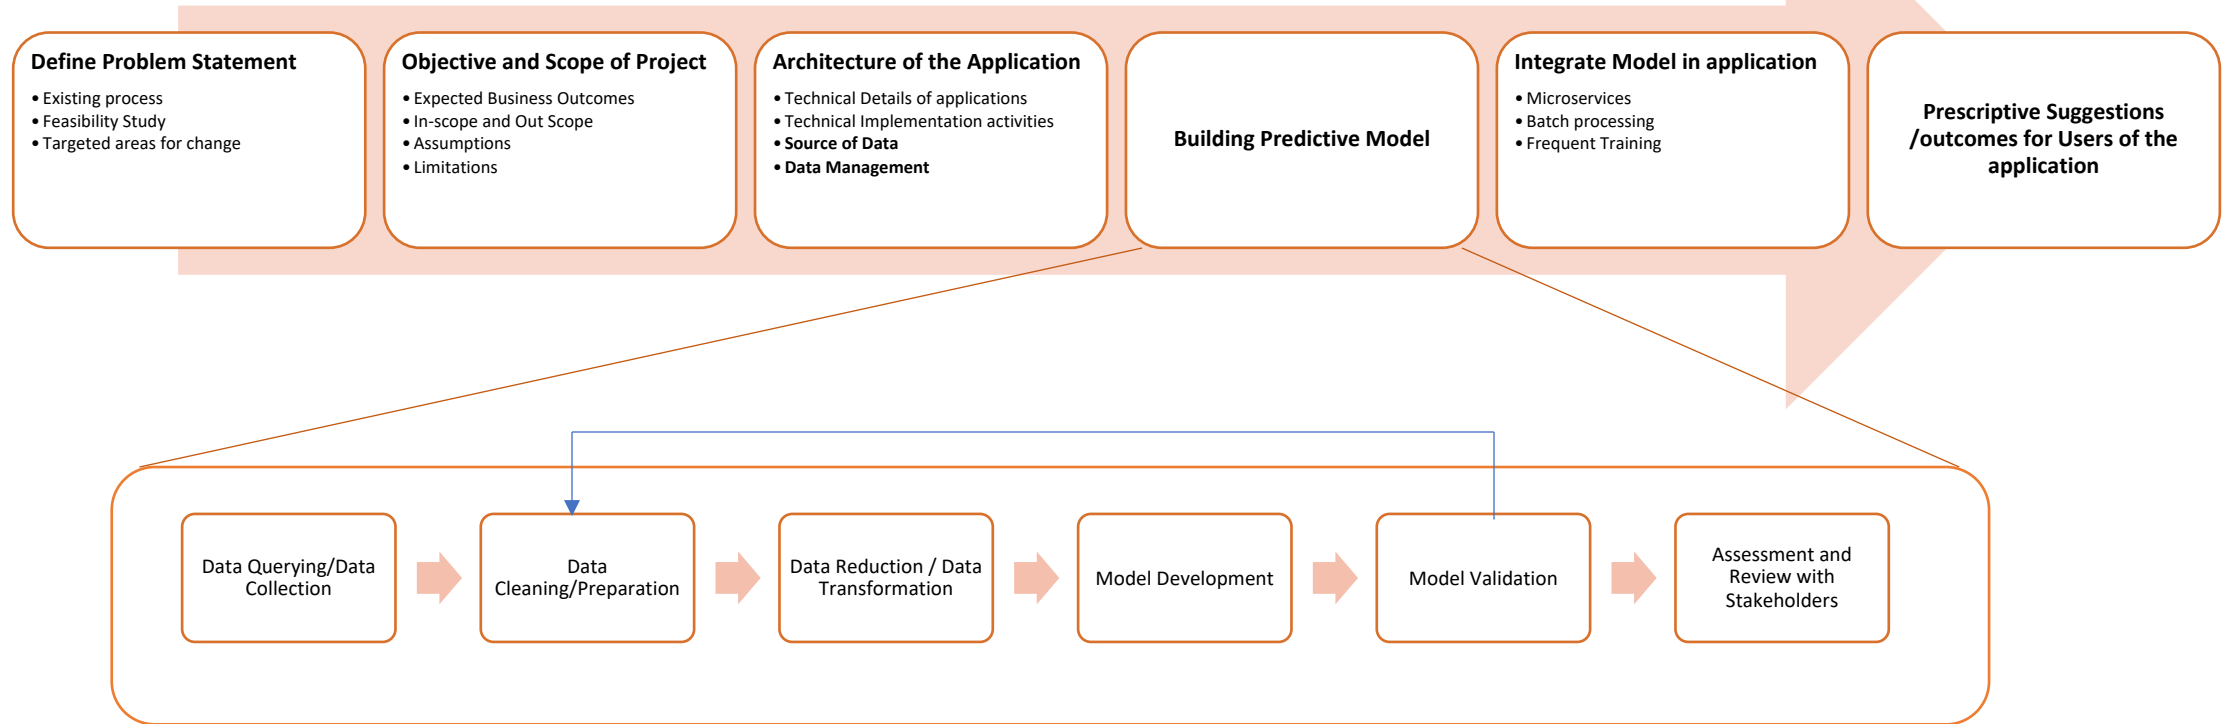 Define Problem Statement
• Existing process
• Feasibility Study
• Targeted areas for change
Objective and Scope of Project
• Expected Business Outcomes
• In-scope and Out Scope
• Assumptions
• Limitations
Architecture of the Application
• Technical Details of applications
• Technical Implementation activities
• Source of Data
• Data Management
Building Predictive Model
Integrate Model in application
• Microservices
• Batch processing
• Frequent Training
Prescriptive Suggestions
/outcomes for Users of the
application
Data Querying/Data
Collection
Data
Cleaning/Preparation
Data Reduction / Data
Transformation
Model Development
Model Validation
Assessment and
Review with
Stakeholders